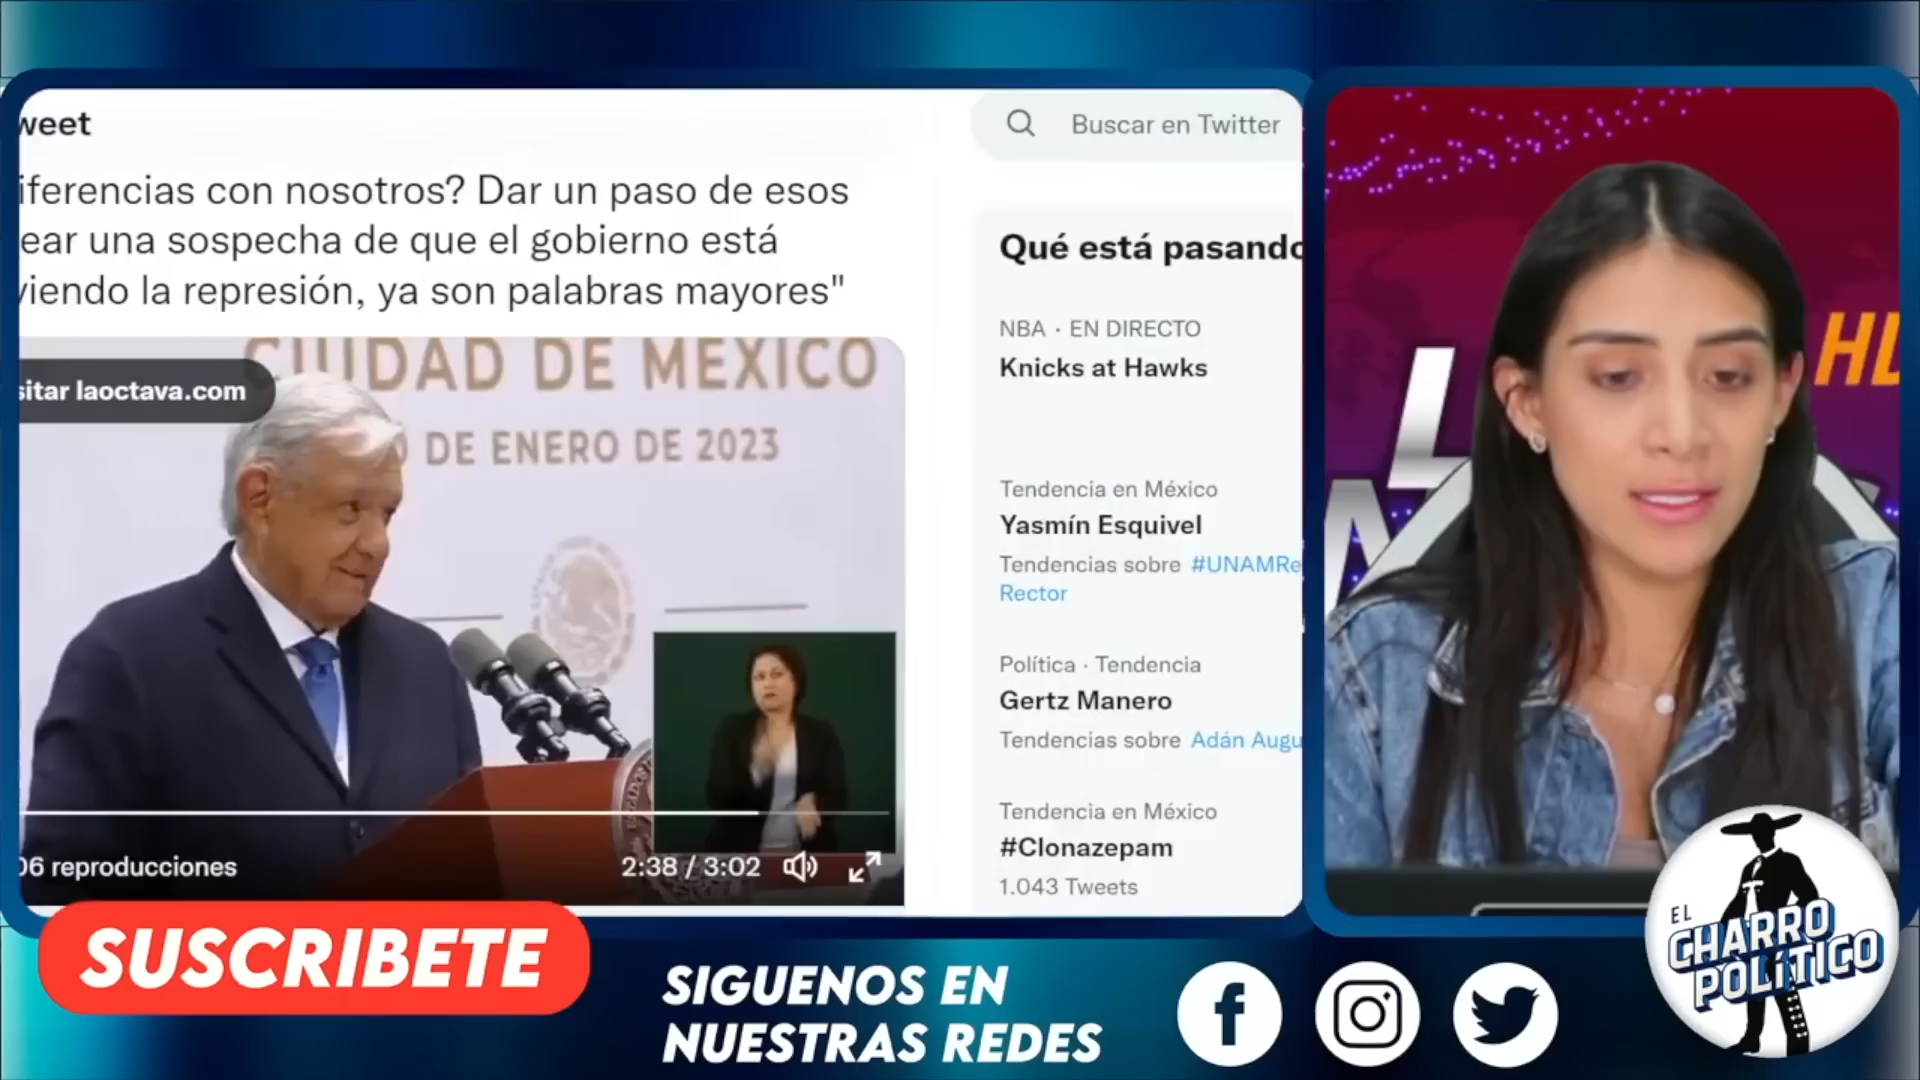 weet
iferencias con nosotros? Dar un paso de esos
ear una sospecha de que el gobierno está
viendo la represión, ya son palabras mayores"
CIUDAD DE MÉXICO
0 DE ENERO DE 2023
sitar laoctava.com
06 reproducciones
2:38 / 3:02
Buscar en Twitter
Qué está pasando
NBA · EN DIRECTO
Knicks at Hawks
Tendencia en México
Yasmín Esquivel
Tendencias sobre #UNAMRe
Rector
Política · Tendencia
Gertz Manero
Tendencias sobre Adán Augu
Tendencia en México
#Clonazepam
1.043 Tweets
HL
L
SUSCRIBETE
SIGUENOS EN
NUESTRAS REDES
EL
CHARRO
POLÍTICO